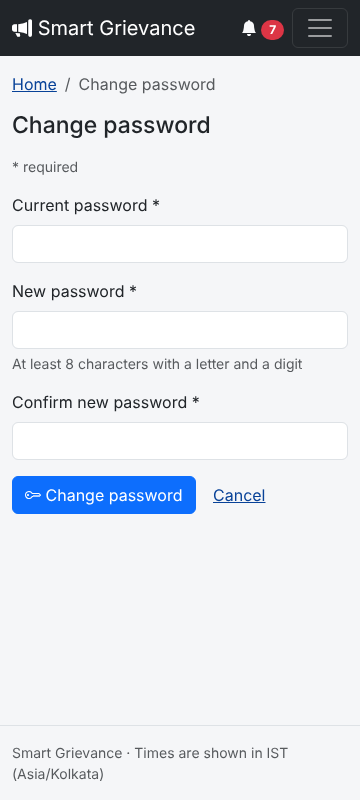 Smart Grievance 7
Home / Change password
Change password
* required
Current password *
New password *
At least 8 characters with a letter and a digit
Confirm new password *
Change password Cancel
Smart Grievance · Times are shown in IST
(Asia/Kolkata)